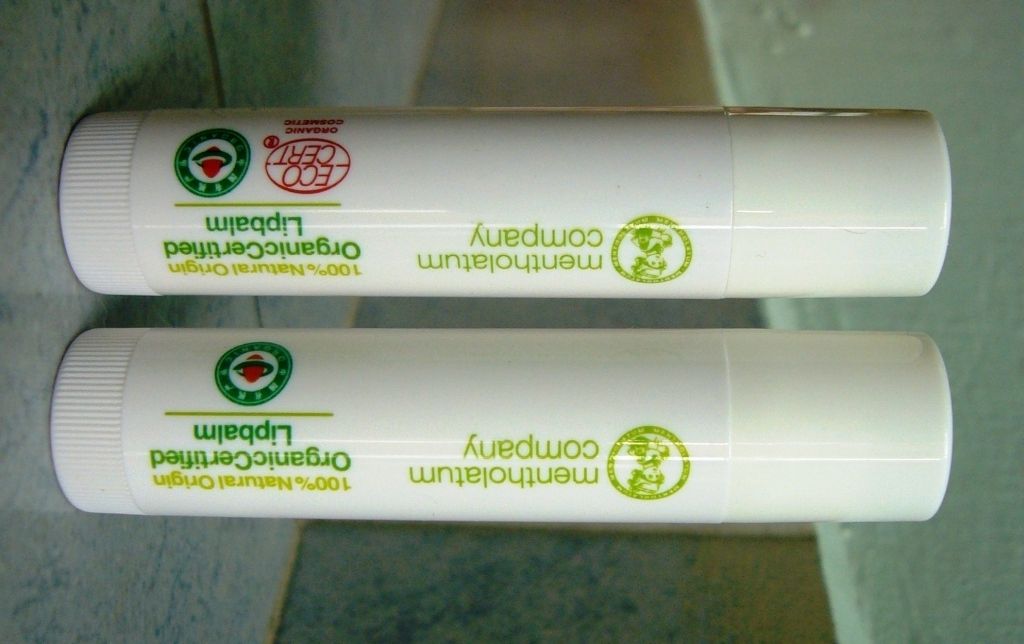 mentholatum
company
100% Natural Origin
OrganicCertified
Lipbalm
ECO
CERT®
ORGANIC
COSMETIC
mentholatum
company
100% Natural Origin
OrganicCertified
Lipbalm